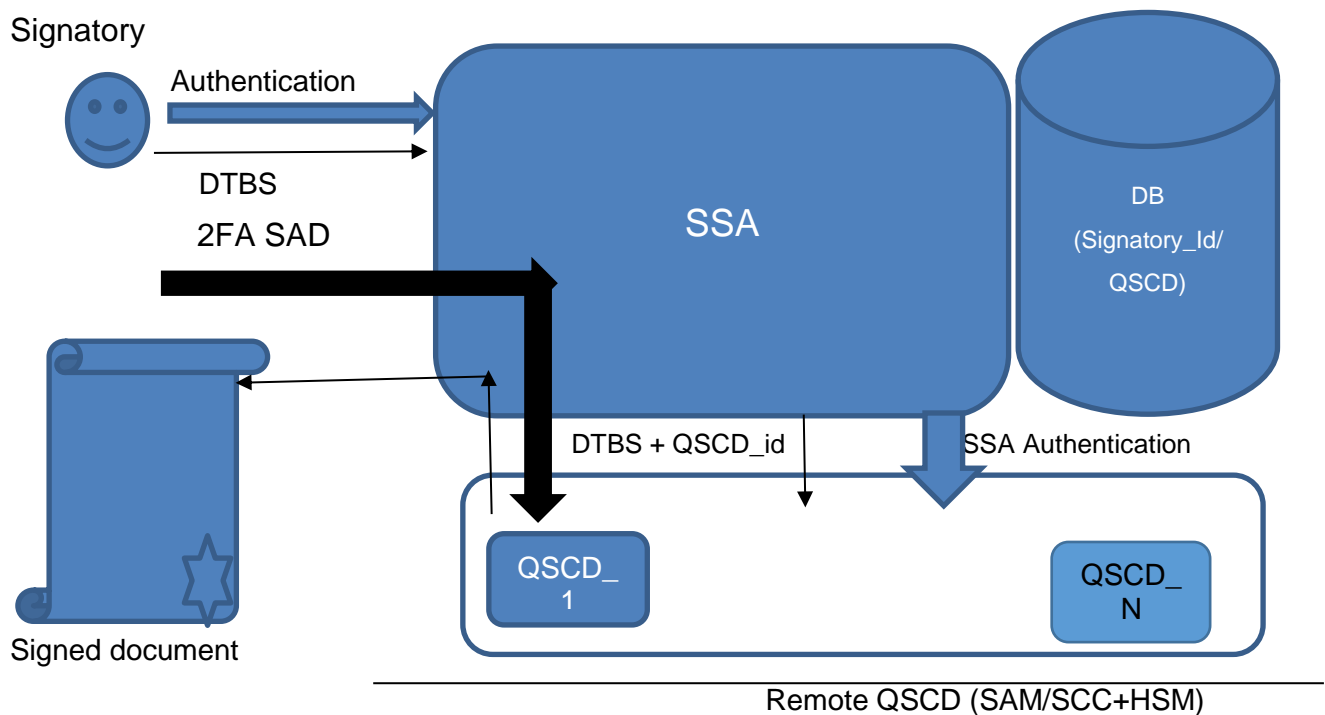 Signatory
Authentication
DTBS
2FA SAD
SSA
DB
(Signatory_Id/
QSCD)
DTBS + QSCD_id
SSA Authentication
QSCD_
1
QSCD_
N
Signed document
Remote QSCD (SAM/SCC+HSM)